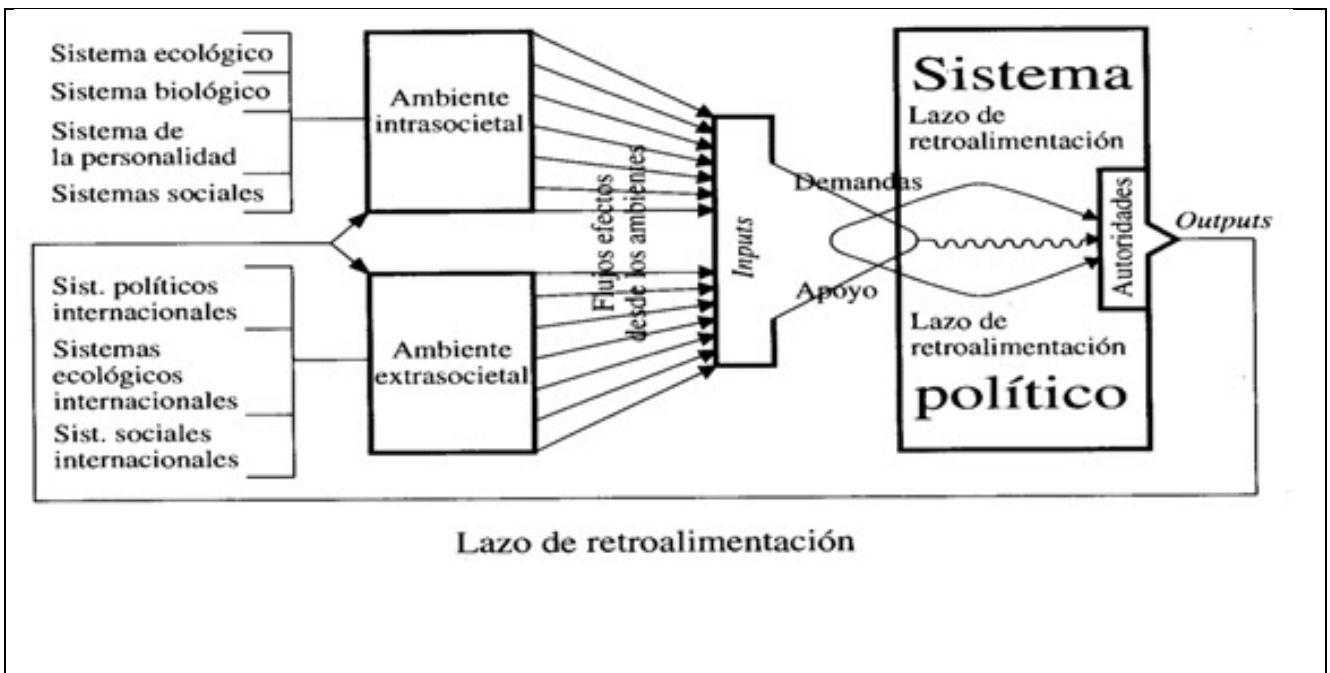 Sistema ecológico
Sistema biológico
Sistema de
la personalidad
Sistemas sociales
Ambiente
intrasocietal
Sist. políticos
internacionales
Sistemas
ecológicos
internacionales
Sist. sociales
internacionales
Ambiente
extrasocietal
Flujos efectos
desde los ambientes
Inputs
Demandas
Apoyo
Sistema
Lazo de
retroalimentación
Autoridades
Lazo de
retroalimentación
político
Outputs
Lazo de retroalimentación